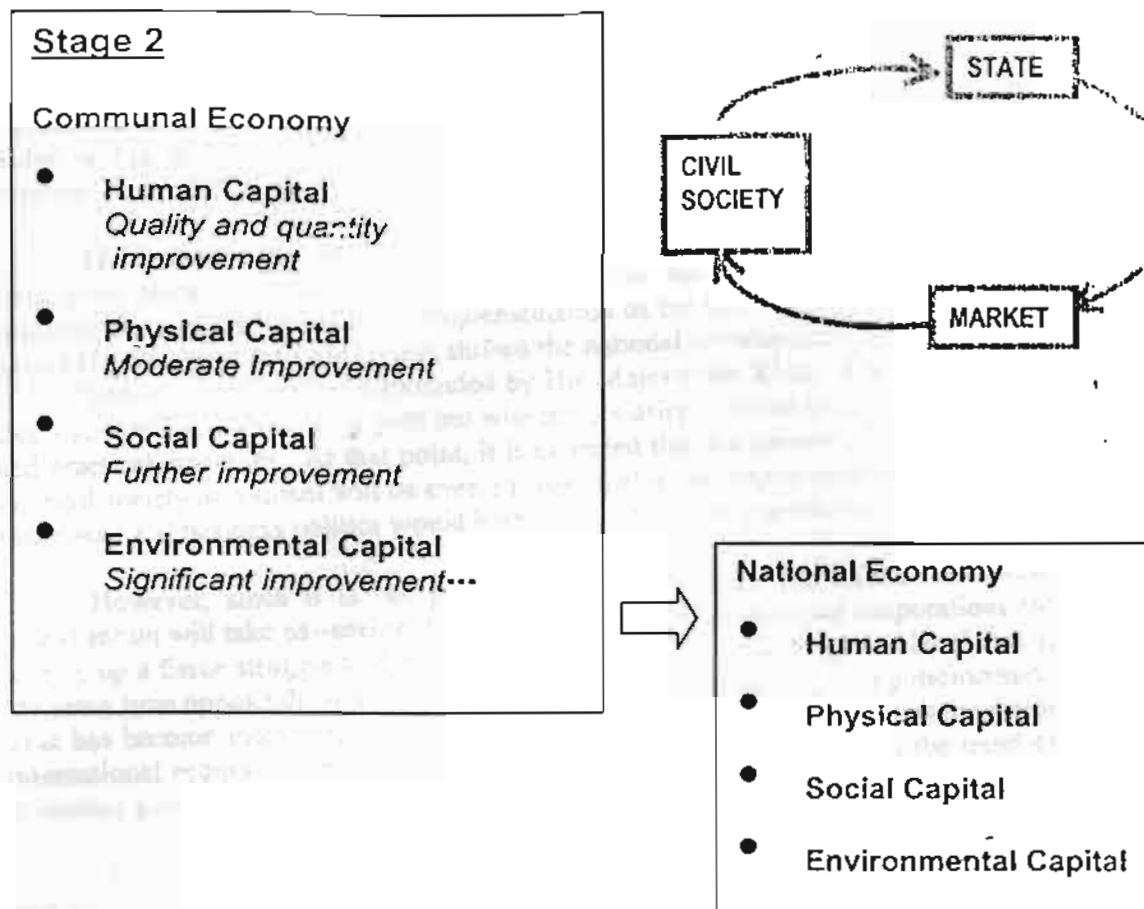 Stage 2
Communal Economy
• Human Capital
Quality and quantity
improvement
• Physical Capital
Moderate Improvement
• Social Capital
Further improvement
• Environmental Capital
Significant improvement···
STATE
CIVIL
SOCIETY
MARKET
National Economy
• Human Capital
• Physical Capital
• Social Capital
• Environmental Capital